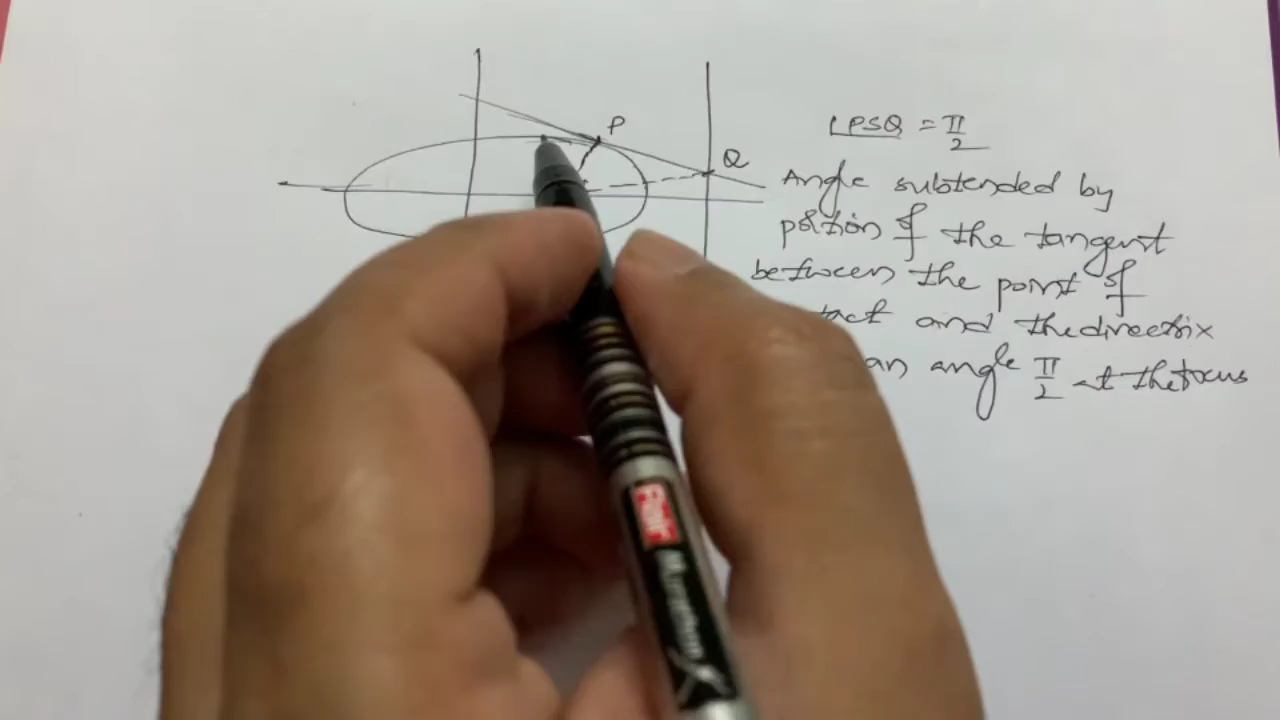 P
Q
∠PSQ = π/2
Angle subtended by
portion of the tangent
between the point of
tact and the directrix
an angle π/2 at the focus
Flair